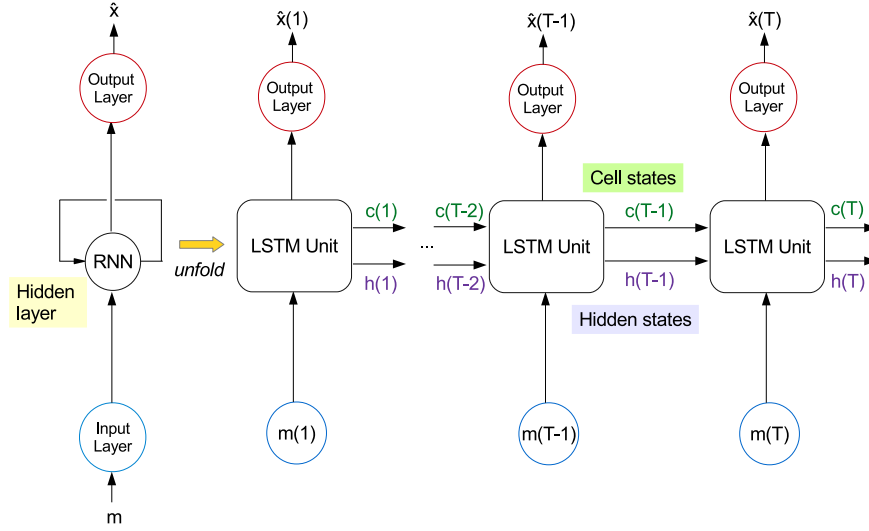 x̂
x̂(1)
x̂(T-1)
x̂(T)
Output
Layer
Output
Layer
Output
Layer
Output
Layer
Cell states
c(1)
c(T-2)
c(T-1)
c(T)
RNN
unfold
LSTM Unit
...
LSTM Unit
LSTM Unit
h(1)
h(T-2)
h(T-1)
h(T)
Hidden
layer
Hidden states
Input
Layer
m(1)
m(T-1)
m(T)
m